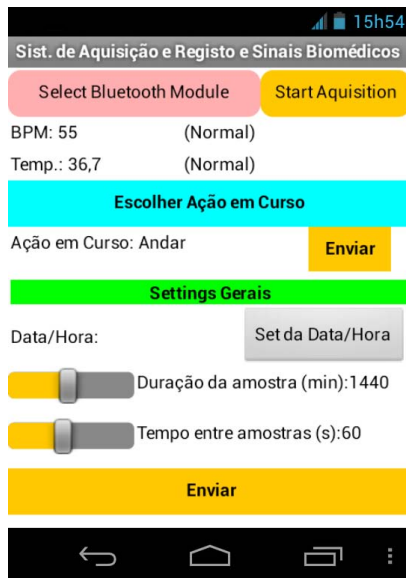 15h54
Sist. de Aquisição e Registo e Sinais Biomédicos
Select Bluetooth Module Start Aquisition
BPM: 55 (Normal)
Temp.: 36,7 (Normal)
Escolher Ação em Curso
Ação em Curso: Andar Enviar
Settings Gerais
Data/Hora: Set da Data/Hora
Duração da amostra (min):1440
Tempo entre amostras (s):60
Enviar